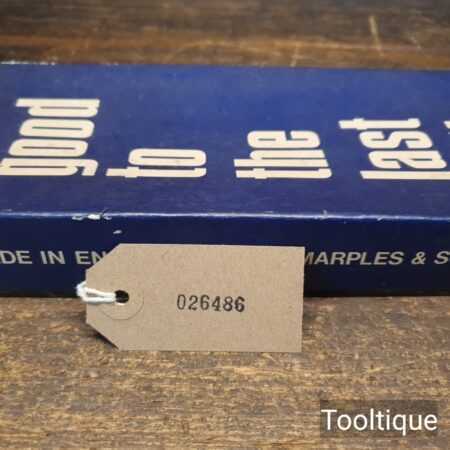 good
to
the
last
DE IN EN
MARPLES & S
026486
Tooltique